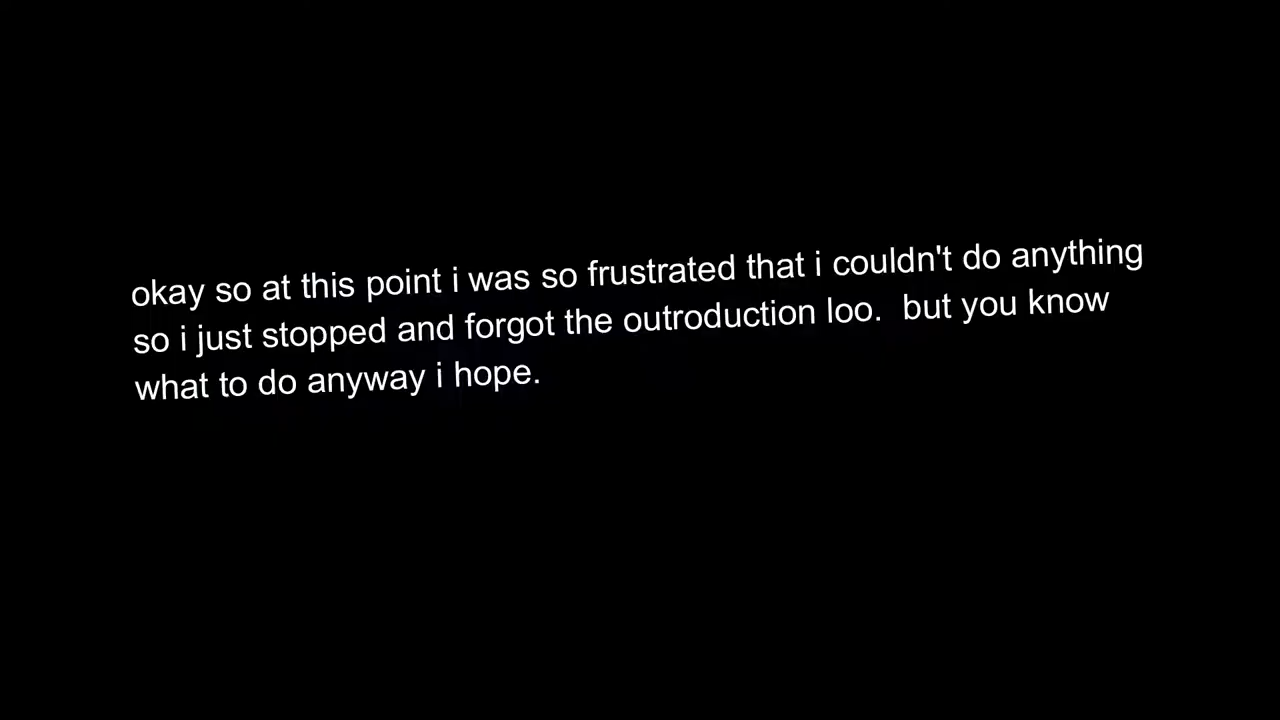 okay so at this point i was so frustrated that i couldn't do anything
so i just stopped and forgot the outroduction loo.  but you know
what to do anyway i hope.